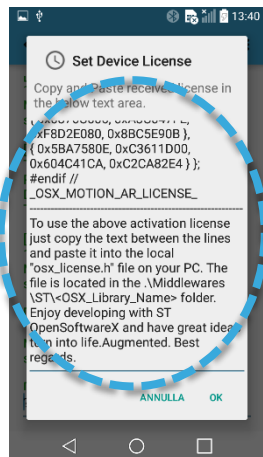 13:40
Set Device License
Copy and Paste received license in
the below text area.
0xF8D2E080, 0x8BC5E90B },
{ 0x5BA7580E, 0xC3611D00,
0x604C41CA, 0xC2CA82E4 } };
#endif //
_OSX_MOTION_AR_LICENSE_
To use the above activation license
just copy the text between the lines
and paste it into the local
"osx_license.h" file on your PC. The
file is located in the .\Middlewares
\ST\<OSX_Library_Name> folder.
Enjoy developing with ST
OpenSoftwareX and have great ideas
turn into life.Augmented. Best
regards.
ANNULLA OK